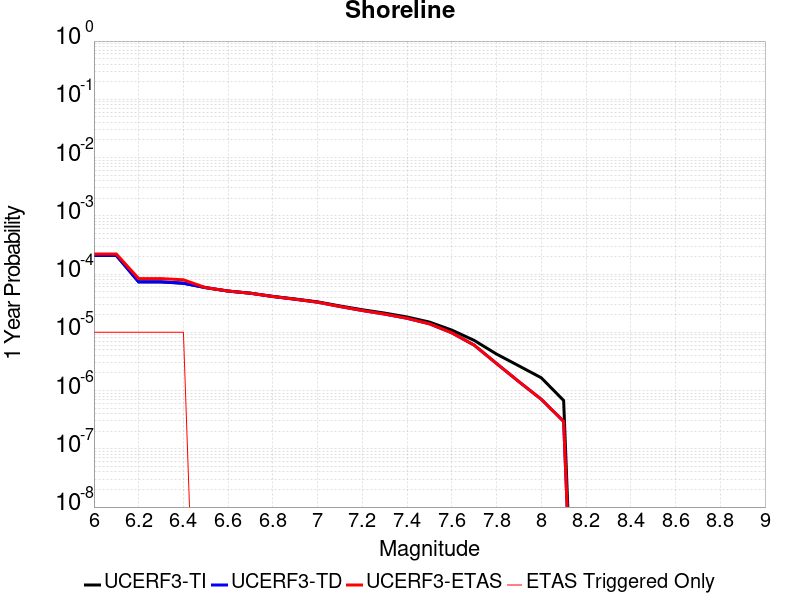 Shoreline
10^0
10^-1
10^-2
10^-3
10^-4
10^-5
10^-6
10^-7
10^-8
1 Year Probability
6 6.2 6.4 6.6 6.8 7 7.2 7.4 7.6 7.8 8 8.2 8.4 8.6 8.8 9
Magnitude
UCERF3-TI UCERF3-TD UCERF3-ETAS ETAS Triggered Only